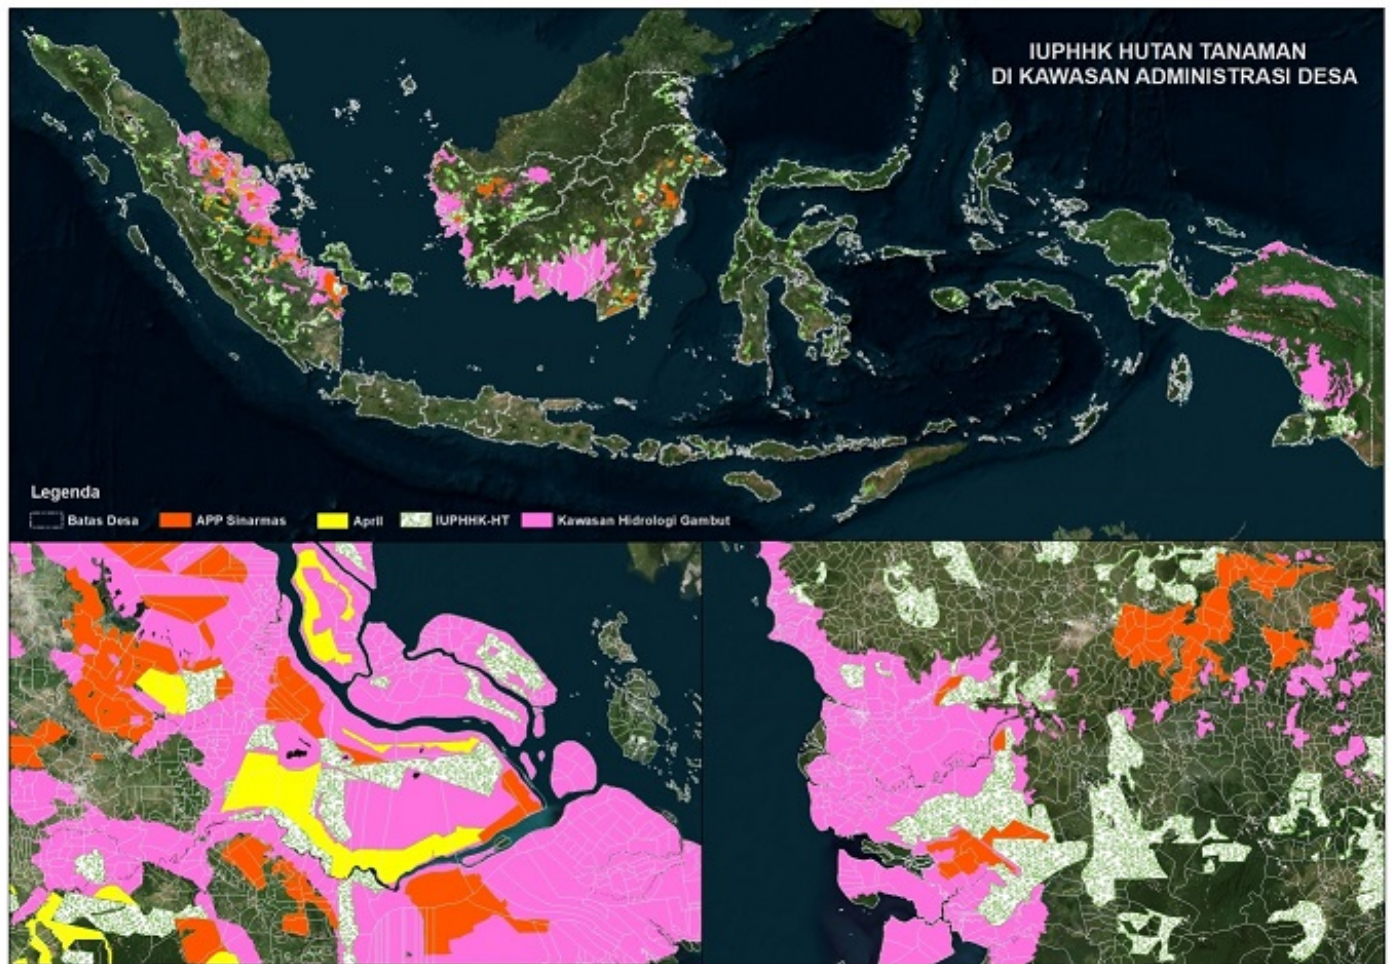 IUPHHK HUTAN TANAMAN
DI KAWASAN ADMINISTRASI DESA
Legenda
Batas Desa APP Sinarmas April IUPHHK-HT Kawasan Hidrologi Gambut